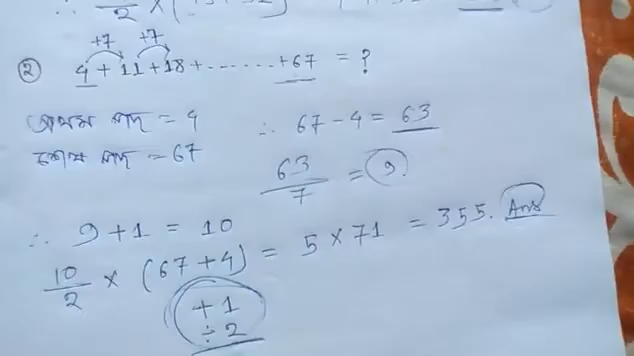 +7 +7
② 4 + 11 + 18 + ....... + 67 = ?
প্রথম পদ = 4 ∴ 67 - 4 = 63
শেষ পদ = 67 63/7 = 9.
∴ 9 + 1 = 10
10/2 × (67 + 4) = 5 × 71 = 355. Ans
+ 1
÷ 2